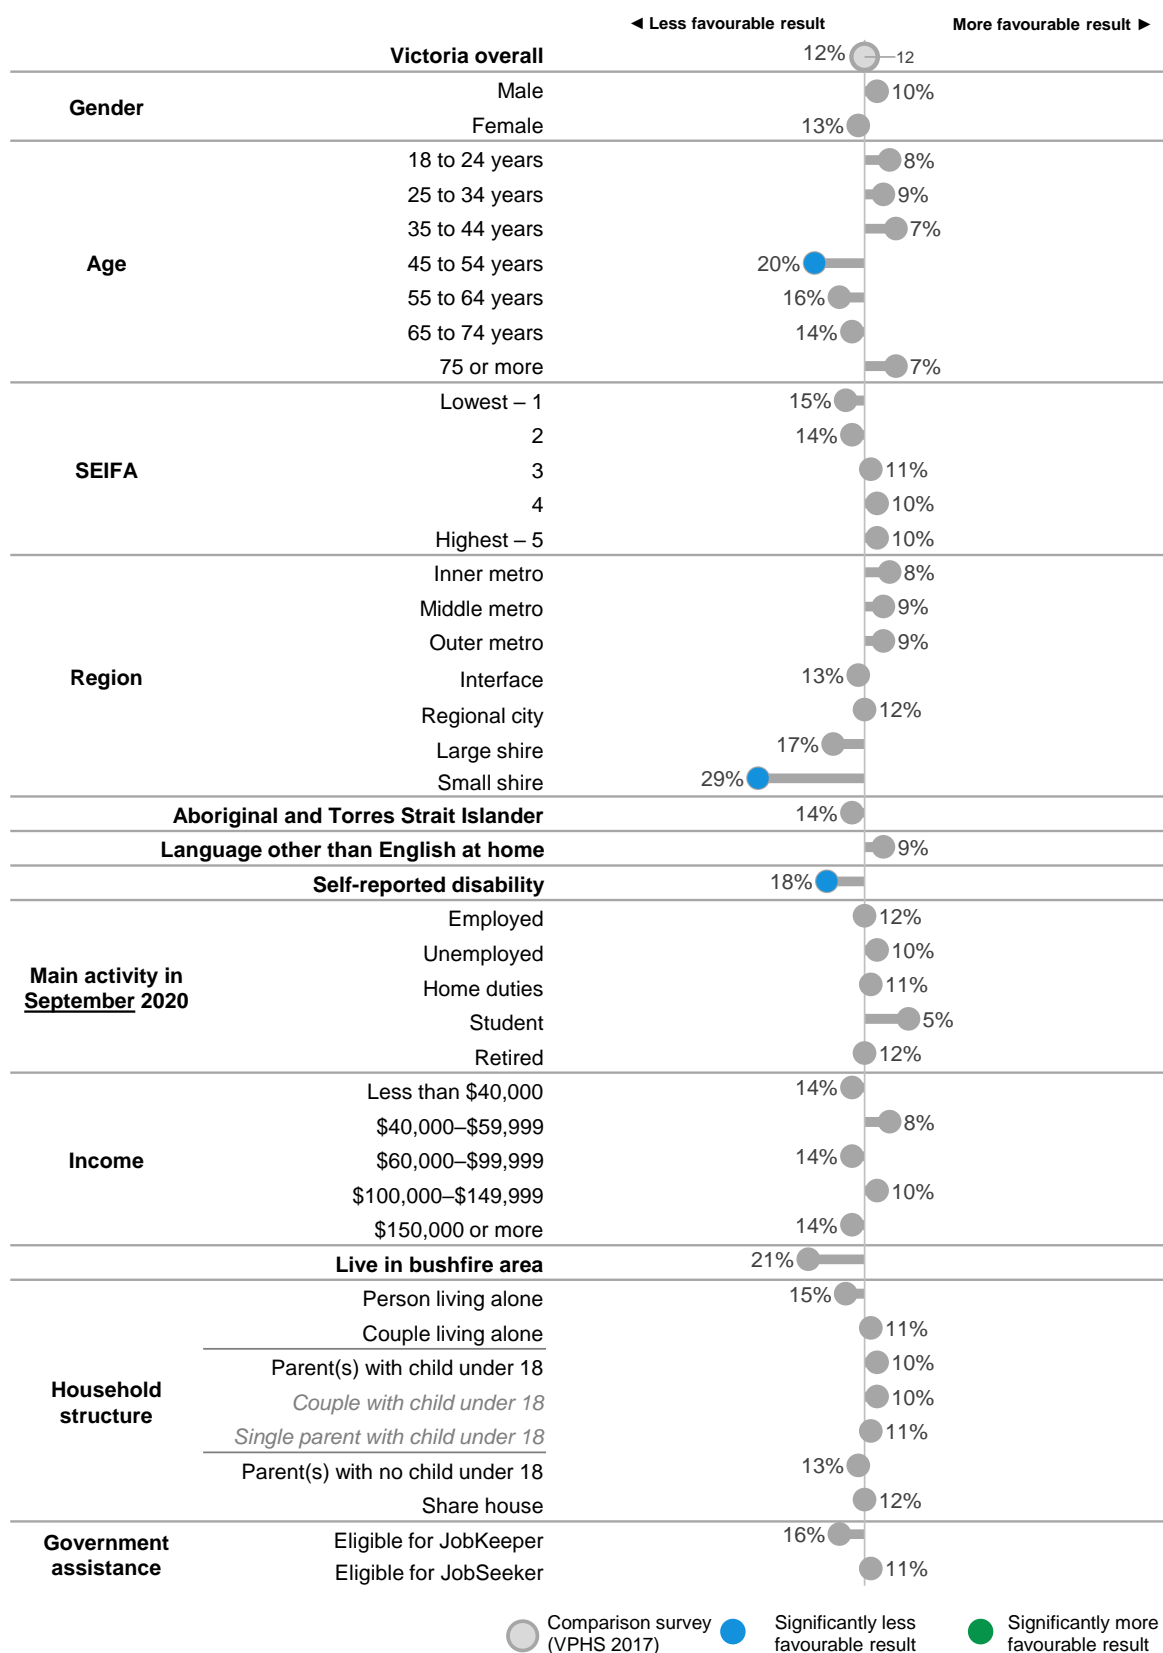 ◄ Less favourable result More favourable result ►
Victoria overall 12% 12
Gender
Male 10%
Female 13%
Age
18 to 24 years 8%
25 to 34 years 9%
35 to 44 years 7%
45 to 54 years 20%
55 to 64 years 16%
65 to 74 years 14%
75 or more 7%
SEIFA
Lowest – 1 15%
2 14%
3 11%
4 10%
Highest – 5 10%
Region
Inner metro 8%
Middle metro 9%
Outer metro 9%
Interface 13%
Regional city 12%
Large shire 17%
Small shire 29%
Aboriginal and Torres Strait Islander 14%
Language other than English at home 9%
Self-reported disability 18%
Main activity in
September 2020
Employed 12%
Unemployed 10%
Home duties 11%
Student 5%
Retired 12%
Income
Less than $40,000 14%
$40,000–$59,999 8%
$60,000–$99,999 14%
$100,000–$149,999 10%
$150,000 or more 14%
Live in bushfire area 21%
Household
structure
Person living alone 15%
Couple living alone 11%
Parent(s) with child under 18 10%
Couple with child under 18 10%
Single parent with child under 18 11%
Parent(s) with no child under 18 13%
Share house 12%
Government
assistance
Eligible for JobKeeper 16%
Eligible for JobSeeker 11%
Comparison survey
(VPHS 2017)
Significantly less
favourable result
Significantly more
favourable result